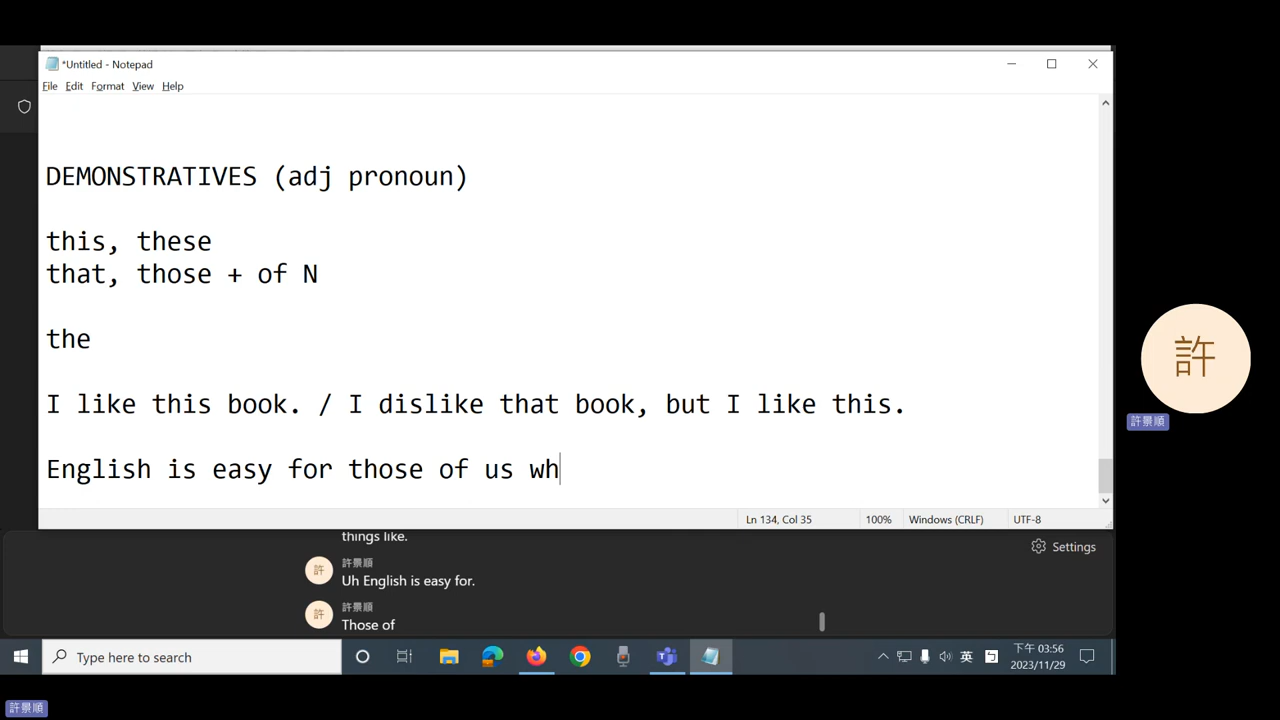 *Untitled - Notepad
File Edit Format View Help
DEMONSTRATIVES (adj pronoun)
this, these
that, those + of N
the
I like this book. / I dislike that book, but I like this.
English is easy for those of us wh
Ln 134, Col 35 100% Windows (CRLF) UTF-8
things like.
許景順
許 Uh English is easy for.
許景順
許 Those of
Settings
許
許景順
Type here to search
英
下午 03:56
2023/11/29
許景順